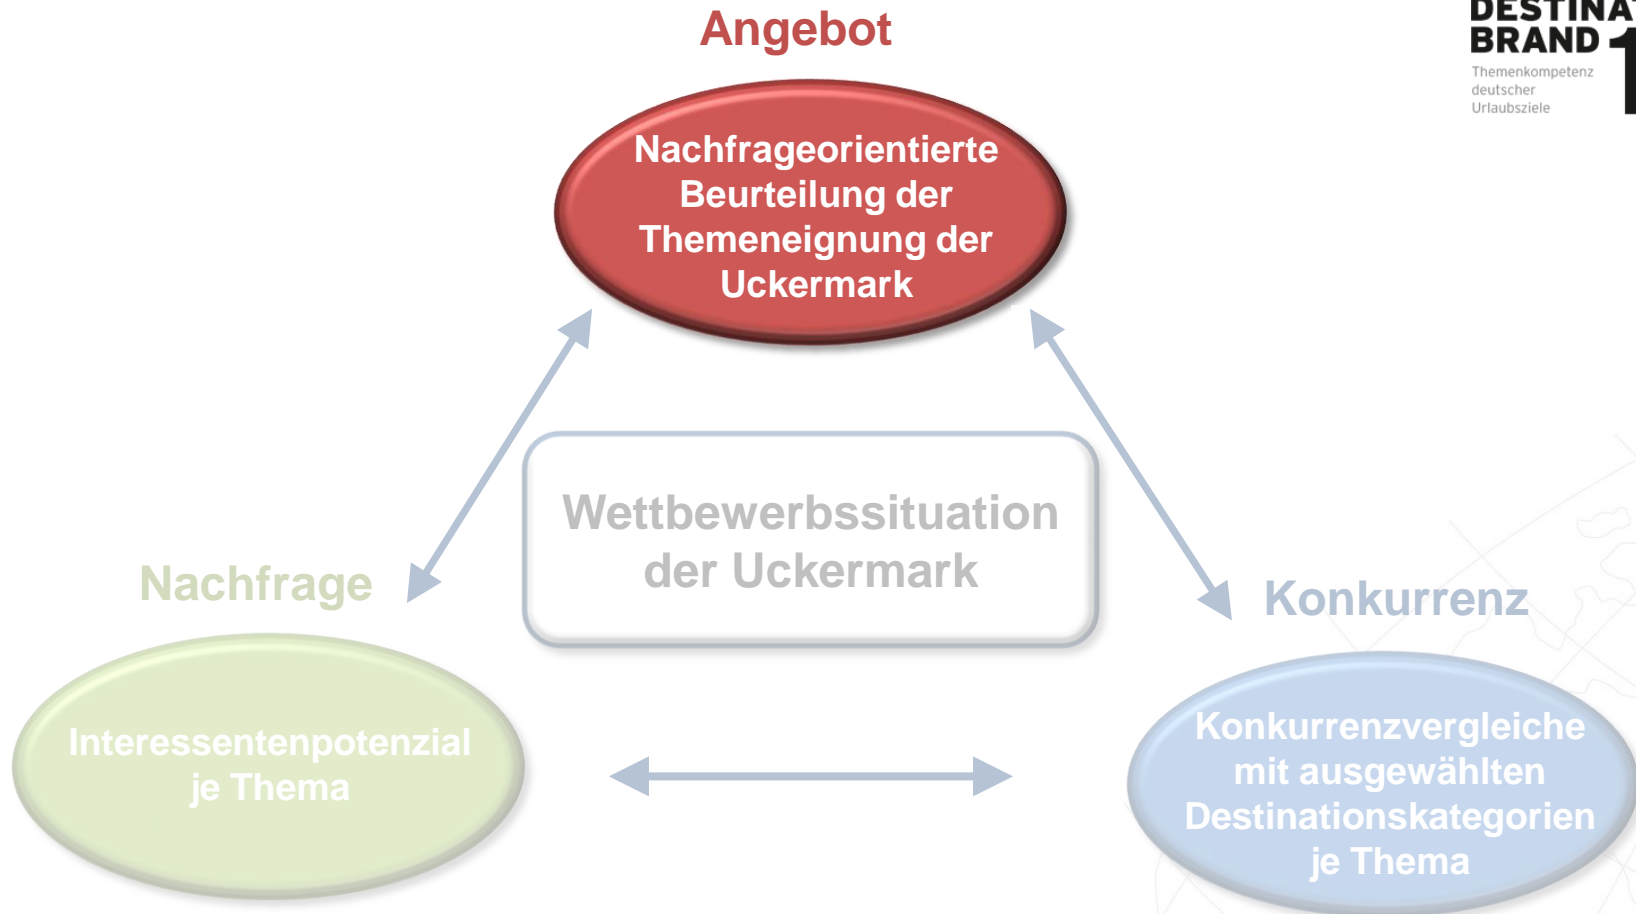 Angebot
BRAND
Themenkompetenz
deutscher
Urlaubsziele
Nachfrageorientierte
Beurteilung der
Themeneignung der
Uckermark
Wettbewerbssituation
der Uckermark
Nachfrage
Konkurrenz
Interessentenpotenzial
je Thema
Konkurrenzvergleiche
mit ausgewählten
Destinationskategorien
je Thema